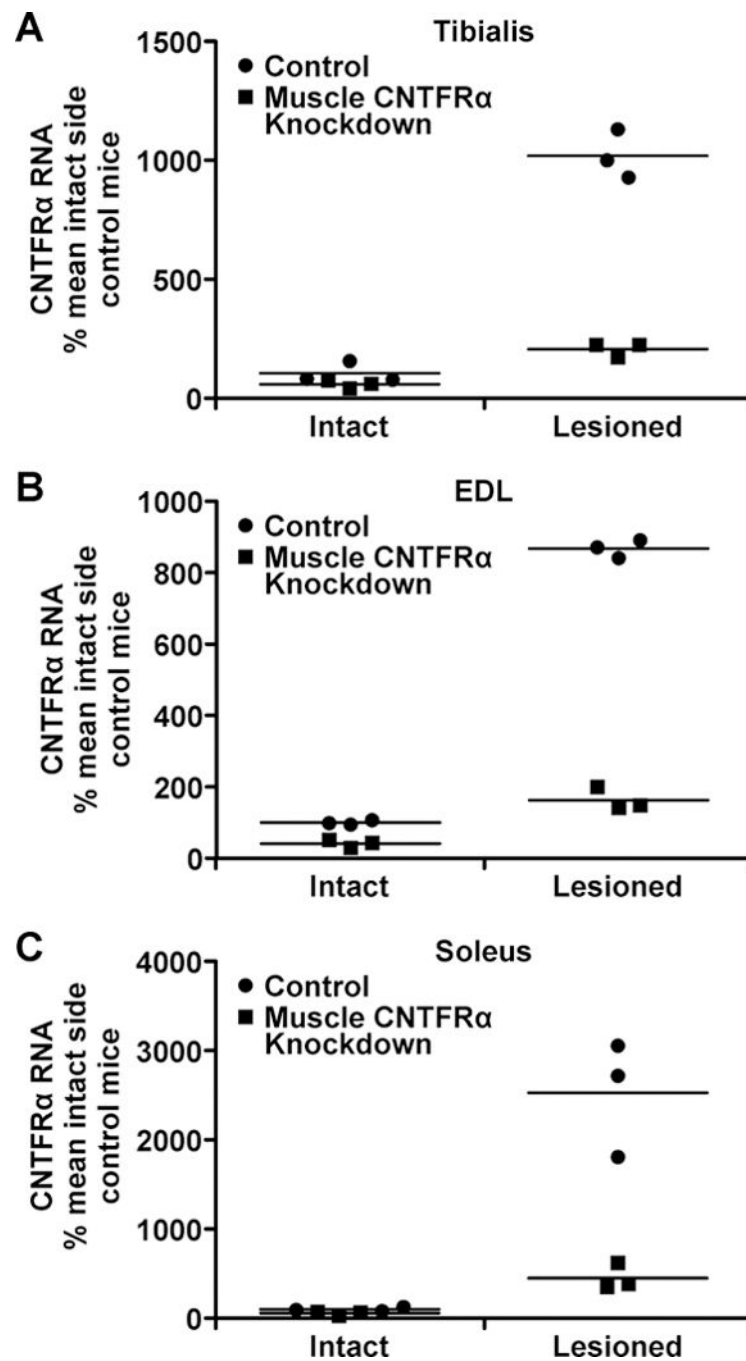 A
Tibialis
CNTFRα RNA
% mean intact side
control mice
1500
1000
500
0
Control
Muscle CNTFRα
Knockdown
Intact
Lesioned
B
EDL
CNTFRα RNA
% mean intact side
control mice
1000
800
600
400
200
0
Control
Muscle CNTFRα
Knockdown
Intact
Lesioned
C
Soleus
CNTFRα RNA
% mean intact side
control mice
4000
3000
2000
1000
0
Control
Muscle CNTFRα
Knockdown
Intact
Lesioned